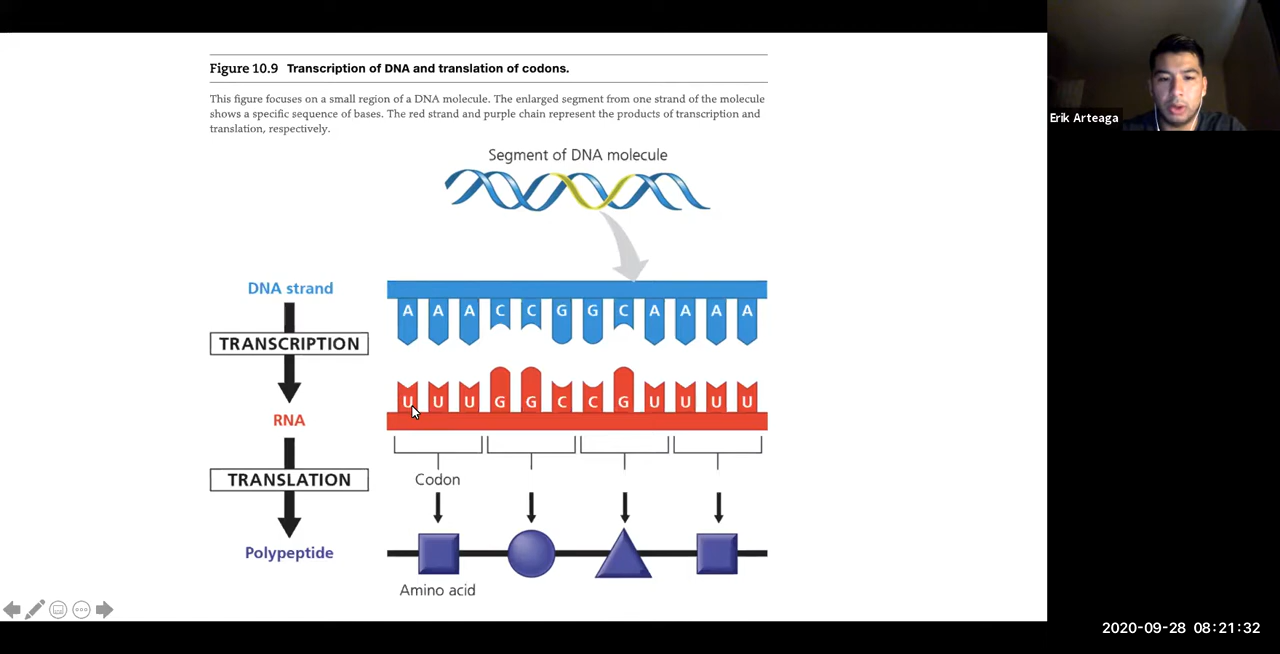 Figure 10.9 Transcription of DNA and translation of codons.
This figure focuses on a small region of a DNA molecule. The enlarged segment from one strand of the molecule
shows a specific sequence of bases. The red strand and purple chain represent the products of transcription and
translation, respectively.
Erik Arteaga
Segment of DNA molecule
DNA strand
A A A C C G G C A A A A
TRANSCRIPTION
U U U G G C C G U U U U
RNA
TRANSLATION
Codon
Polypeptide
Amino acid
2020-09-28 08:21:32